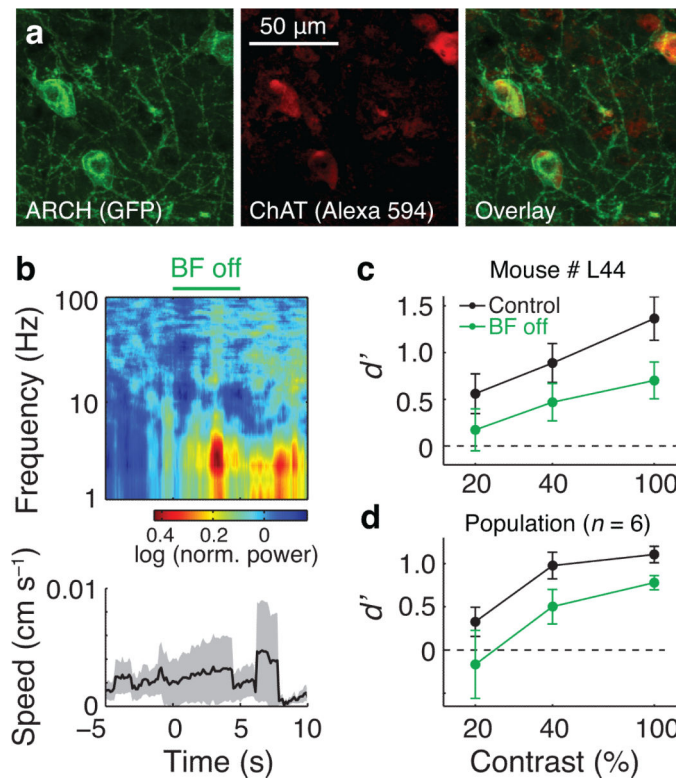 a
50 µm
ARCH (GFP)
ChAT (Alexa 594)
Overlay
b
BF off
Frequency (Hz)
100
10
1
0.4 0.2 0
log (norm. power)
Speed (cm s⁻¹)
0.01
0
−5 0 5 10
Time (s)
c
Mouse # L44
Control
BF off
d’
1.5
1.0
0.5
0
20 40 100
d
Population (n = 6)
d’
1.0
0.5
0
20 40 100
Contrast (%)